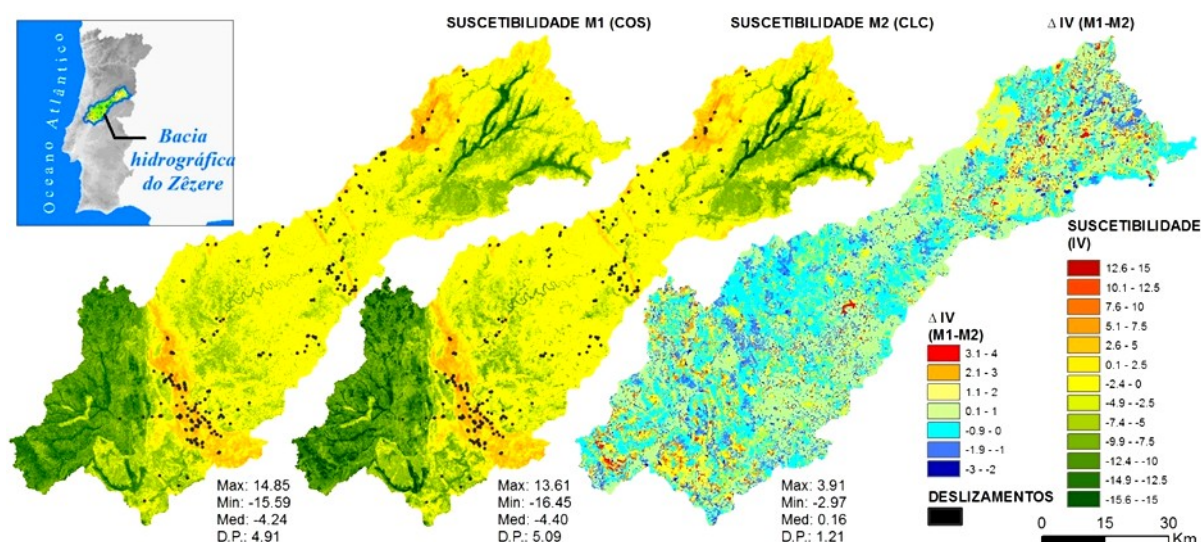 SUSCETIBILIDADE M1 (COS)
SUSCETIBILIDADE M2 (CLC)
Δ IV (M1-M2)
Oceano Atlântico
Bacia
hidrográfica
do Zêzere
Max: 14.85
Min: -15.59
Med: -4.24
D.P.: 4.91
Max: 13.61
Min: -16.45
Med: -4.40
D.P.: 5.09
Max: 3.91
Min: -2.97
Med: 0.16
D.P.: 1.21
Δ IV
(M1-M2)
3.1 - 4
2.1 - 3
1.1 - 2
0.1 - 1
-0.9 - 0
-1.9 - -1
-3 - -2
DESLIZAMENTOS
SUSCETIBILIDADE
(IV)
12.6 - 15
10.1 - 12.5
7.6 - 10
5.1 - 7.5
2.6 - 5
0.1 - 2.5
-2.4 - 0
-4.9 - -2.5
-7.4 - -5
-9.9 - -7.5
-12.4 - -10
-14.9 - -12.5
-15.6 - -15
0 15 30
Km